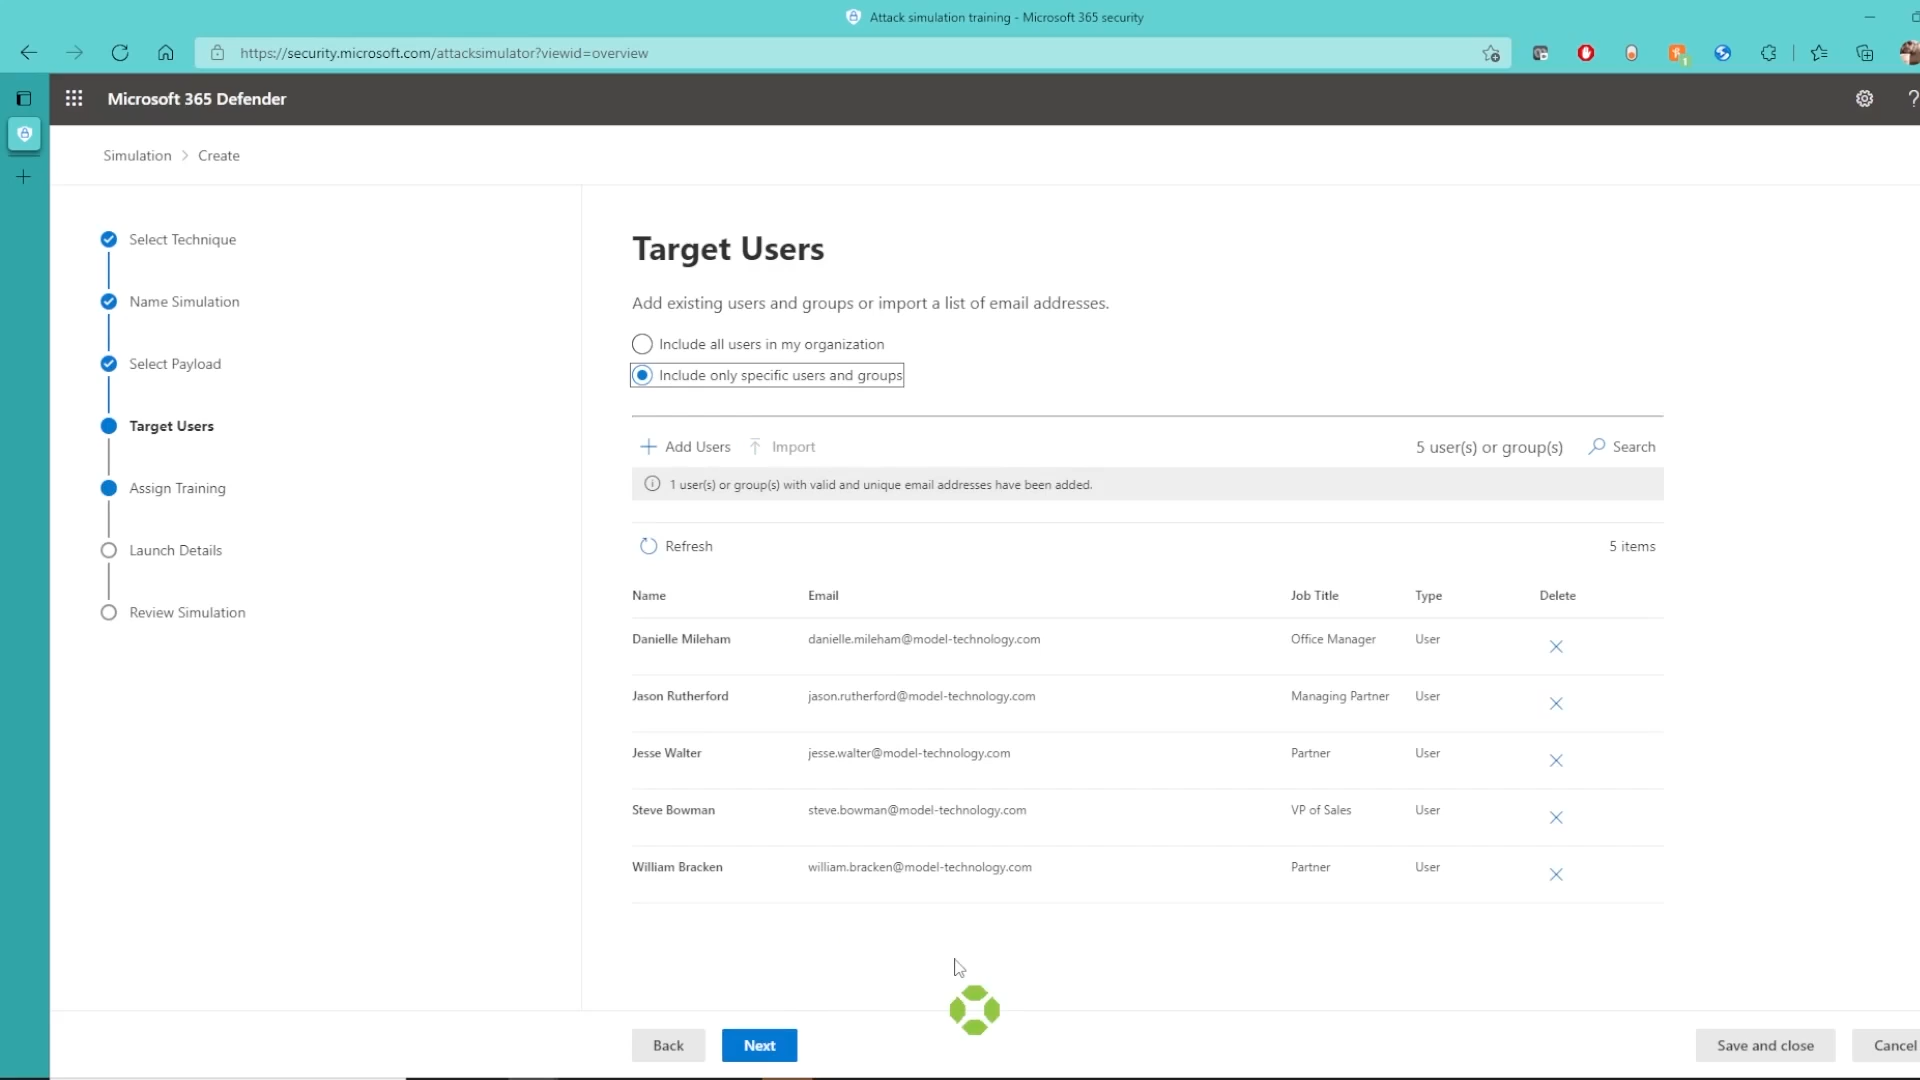 Attack simulation training - Microsoft 365 security
https://security.microsoft.com/attacksimulator?viewid=overview
1
Microsoft 365 Defender
?
Simulation > Create
Select Technique
Name Simulation
Select Payload
Target Users
Assign Training
Launch Details
Review Simulation
Target Users
Add existing users and groups or import a list of email addresses.
Include all users in my organization
Include only specific users and groups
Add Users Import 5 user(s) or group(s) Search
1 user(s) or group(s) with valid and unique email addresses have been added.
Refresh 5 items
Name Email Job Title Type Delete
Danielle Mileham danielle.mileham@model-technology.com Office Manager User
Jason Rutherford jason.rutherford@model-technology.com Managing Partner User
Jesse Walter jesse.walter@model-technology.com Partner User
Steve Bowman steve.bowman@model-technology.com VP of Sales User
William Bracken william.bracken@model-technology.com Partner User
Back Next Save and close Cancel